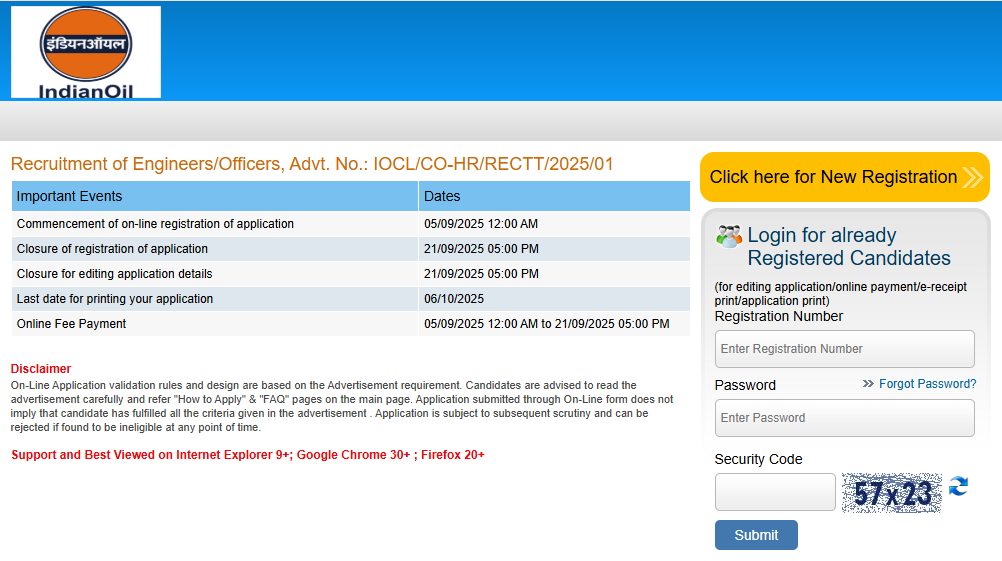 इंडियनऑयल
IndianOil
Recruitment of Engineers/Officers, Advt. No.: IOCL/CO-HR/RECTT/2025/01
Important Events Dates
Commencement of on-line registration of application 05/09/2025 12:00 AM
Closure of registration of application 21/09/2025 05:00 PM
Closure for editing application details 21/09/2025 05:00 PM
Last date for printing your application 06/10/2025
Online Fee Payment 05/09/2025 12:00 AM to 21/09/2025 05:00 PM
Disclaimer
On-Line Application validation rules and design are based on the Advertisement requirement. Candidates are advised to read the
advertisement carefully and refer "How to Apply" & "FAQ" pages on the main page. Application submitted through On-Line form does not
imply that candidate has fulfilled all the criteria given in the advertisement . Application is subject to subsequent scrutiny and can be
rejected if found to be ineligible at any point of time.
Support and Best Viewed on Internet Explorer 9+; Google Chrome 30+ ; Firefox 20+
Click here for New Registration
Login for already
Registered Candidates
(for editing application/online payment/e-receipt
print/application print)
Registration Number
Enter Registration Number
Password Forgot Password?
Enter Password
Security Code
57x23
Submit